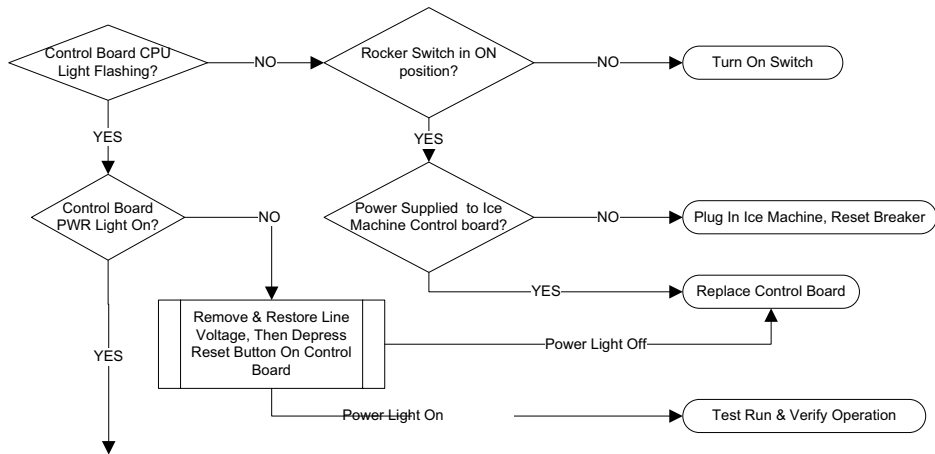 Control Board CPU
Light Flashing?
NO
Rocker Switch in ON
position?
NO
Turn On Switch
YES
YES
Control Board
PWR Light On?
NO
Power Supplied to Ice
Machine Control board?
NO
Plug In Ice Machine, Reset Breaker
YES
Replace Control Board
Remove & Restore Line
Voltage, Then Depress
Reset Button On Control
Board
YES
Power Light Off
Power Light On
Test Run & Verify Operation